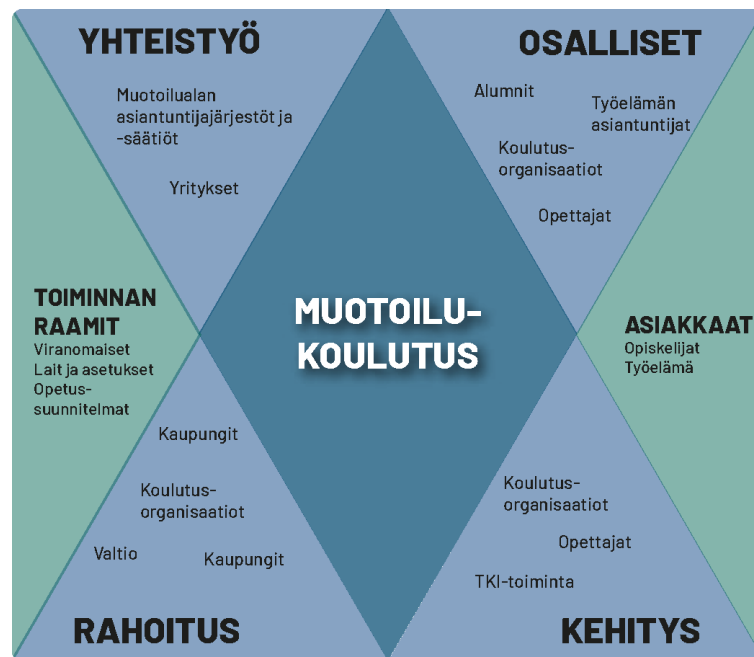 YHTEISTYÖ
Muotoilualan
asiantuntijajärjestöt ja
-säätiöt
Yritykset
OSALLISET
Alumnit
Työelämän
asiantuntijat
Koulutus-
organisaatiot
Opettajat
TOIMINNAN
RAAMIT
Viranomaiset
Lait ja asetukset
Opetus-
suunnitelmat
MUOTOILU-
KOULUTUS
ASIAKKAAT
Opiskelijat
Työelämä
Kaupungit
Koulutus-
organisaatiot
Valtio
Kaupungit
RAHOITUS
Koulutus-
organisaatiot
Opettajat
TKI-toiminta
KEHITYS